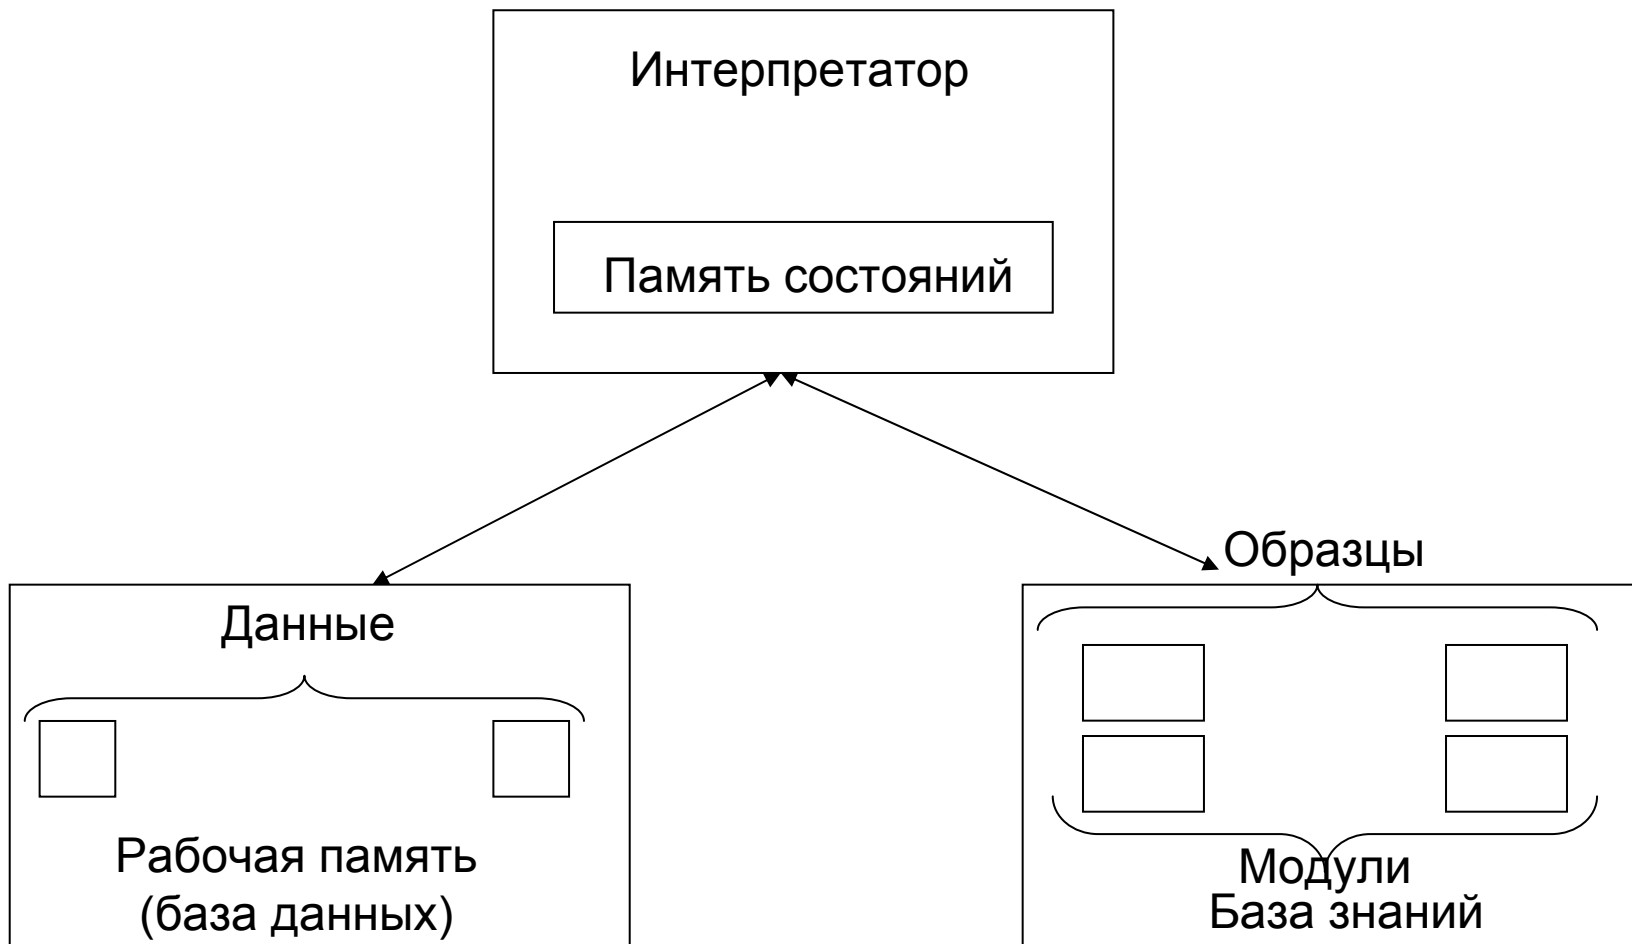 Интерпретатор
Память состояний
Образцы
Данные
Рабочая память
(база данных)
Модули
База знаний